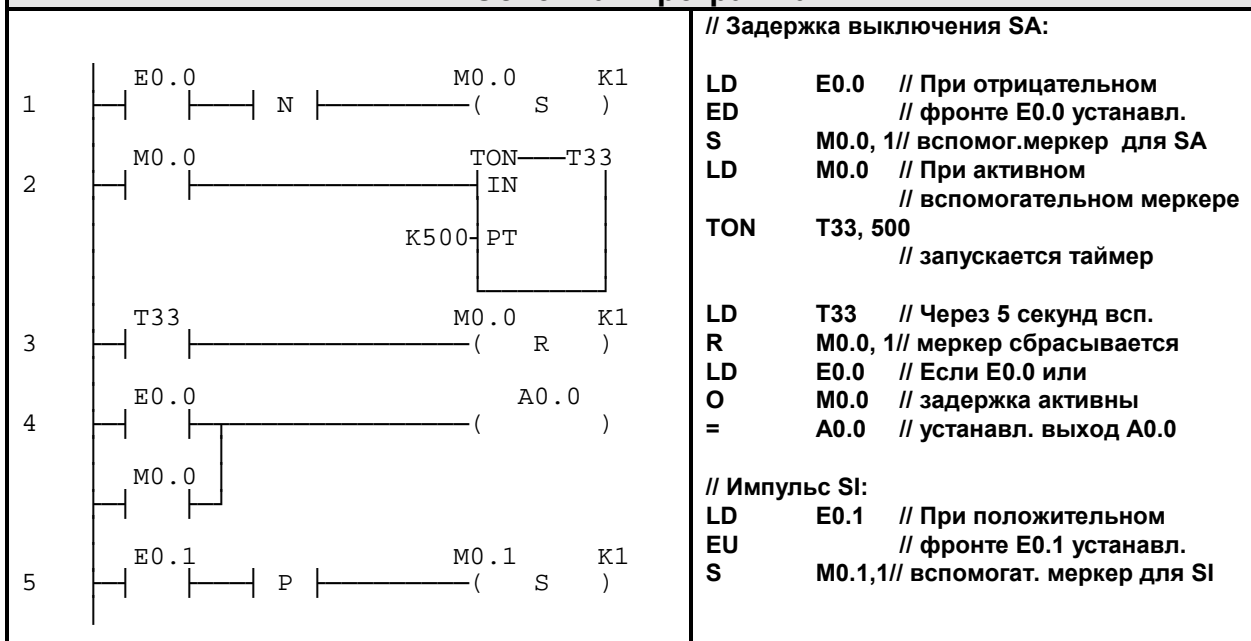 1 E0.0 N M0.0 K1 ( S )
2 M0.0 TON T33
IN
K500 PT
3 T33 M0.0 K1 ( R )
4 E0.0 A0.0 ( )
M0.0
5 E0.1 P M0.1 K1 ( S )
// Задержка выключения SA:
LD E0.0 // При отрицательном
ED // фронте E0.0 устанавл.
S M0.0, 1// вспомог.меркер для SA
LD M0.0 // При активном
// вспомогательном меркере
TON T33, 500
// запускается таймер
LD T33 // Через 5 секунд всп.
R M0.0, 1// меркер сбрасывается
LD E0.0 // Если E0.0 или
O M0.0 // задержка активны
= A0.0 // устанавл. выход A0.0
// Импульс SI:
LD E0.1 // При положительном
EU // фронте E0.1 устанавл.
S M0.1,1// вспомогат. меркер для SI